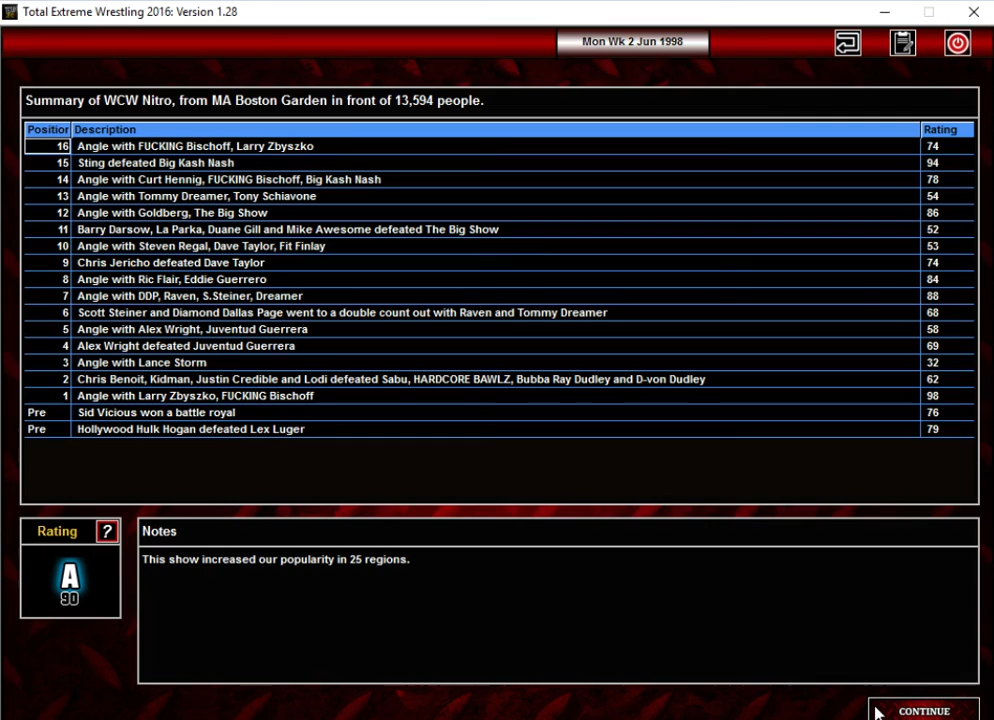 Total Extreme Wrestling 2016: Version 1.28
Mon Wk 2 Jun 1998
Summary of WCW Nitro, from MA Boston Garden in front of 13,594 people.
Position Description Rating
16 Angle with FUCKING Bischoff, Larry Zbyszko 74
15 Sting defeated Big Kash Nash 94
14 Angle with Curt Hennig, FUCKING Bischoff, Big Kash Nash 78
13 Angle with Tommy Dreamer, Tony Schiavone 54
12 Angle with Goldberg, The Big Show 86
11 Barry Darsow, La Parka, Duane Gill and Mike Awesome defeated The Big Show 52
10 Angle with Steven Regal, Dave Taylor, Fit Finlay 53
9 Chris Jericho defeated Dave Taylor 74
8 Angle with Ric Flair, Eddie Guerrero 84
7 Angle with DDP, Raven, S.Steiner, Dreamer 88
6 Scott Steiner and Diamond Dallas Page went to a double count out with Raven and Tommy Dreamer 68
5 Angle with Alex Wright, Juventud Guerrera 58
4 Alex Wright defeated Juventud Guerrera 69
3 Angle with Lance Storm 32
2 Chris Benoit, Kidman, Justin Credible and Lodi defeated Sabu, HARDCORE BAWLZ, Bubba Ray Dudley and D-von Dudley 62
1 Angle with Larry Zbyszko, FUCKING Bischoff 98
Pre Sid Vicious won a battle royal 76
Pre Hollywood Hulk Hogan defeated Lex Luger 79
Rating ? Notes
This show increased our popularity in 25 regions.
A
90
CONTINUE